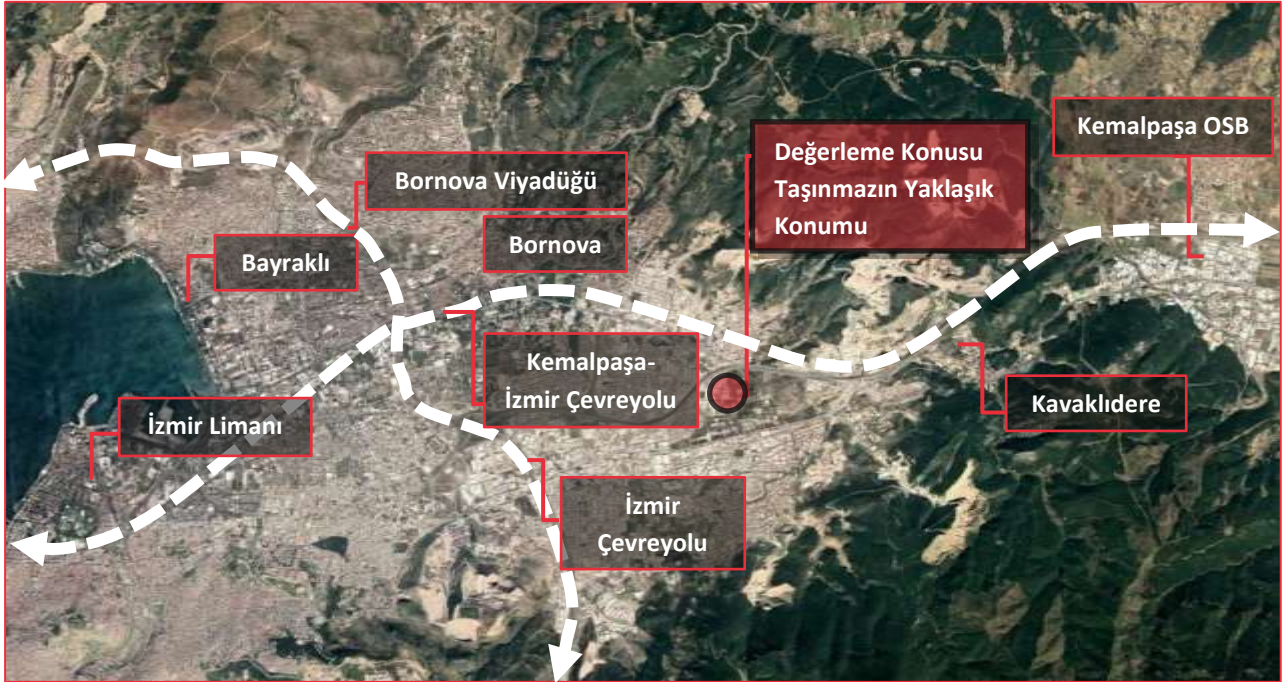 Kemalpaşa OSB
Değerleme Konusu
Taşınmazın Yaklaşık
Konumu
Bornova Viyadüğü
Bornova
Bayraklı
Kemalpaşa-
İzmir Çevreyolu
Kavaklıdere
İzmir Limanı
İzmir
Çevreyolu